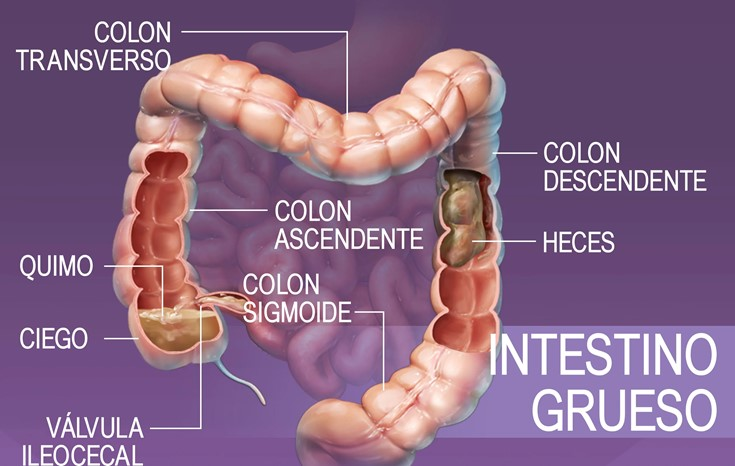 COLON
TRANSVERSO
COLON
DESCENDENTE
COLON
ASCENDENTE
HECES
QUIMO
COLON
SIGMOIDE
CIEGO
INTESTINO
GRUESO
VÁLVULA
ILEOCECAL